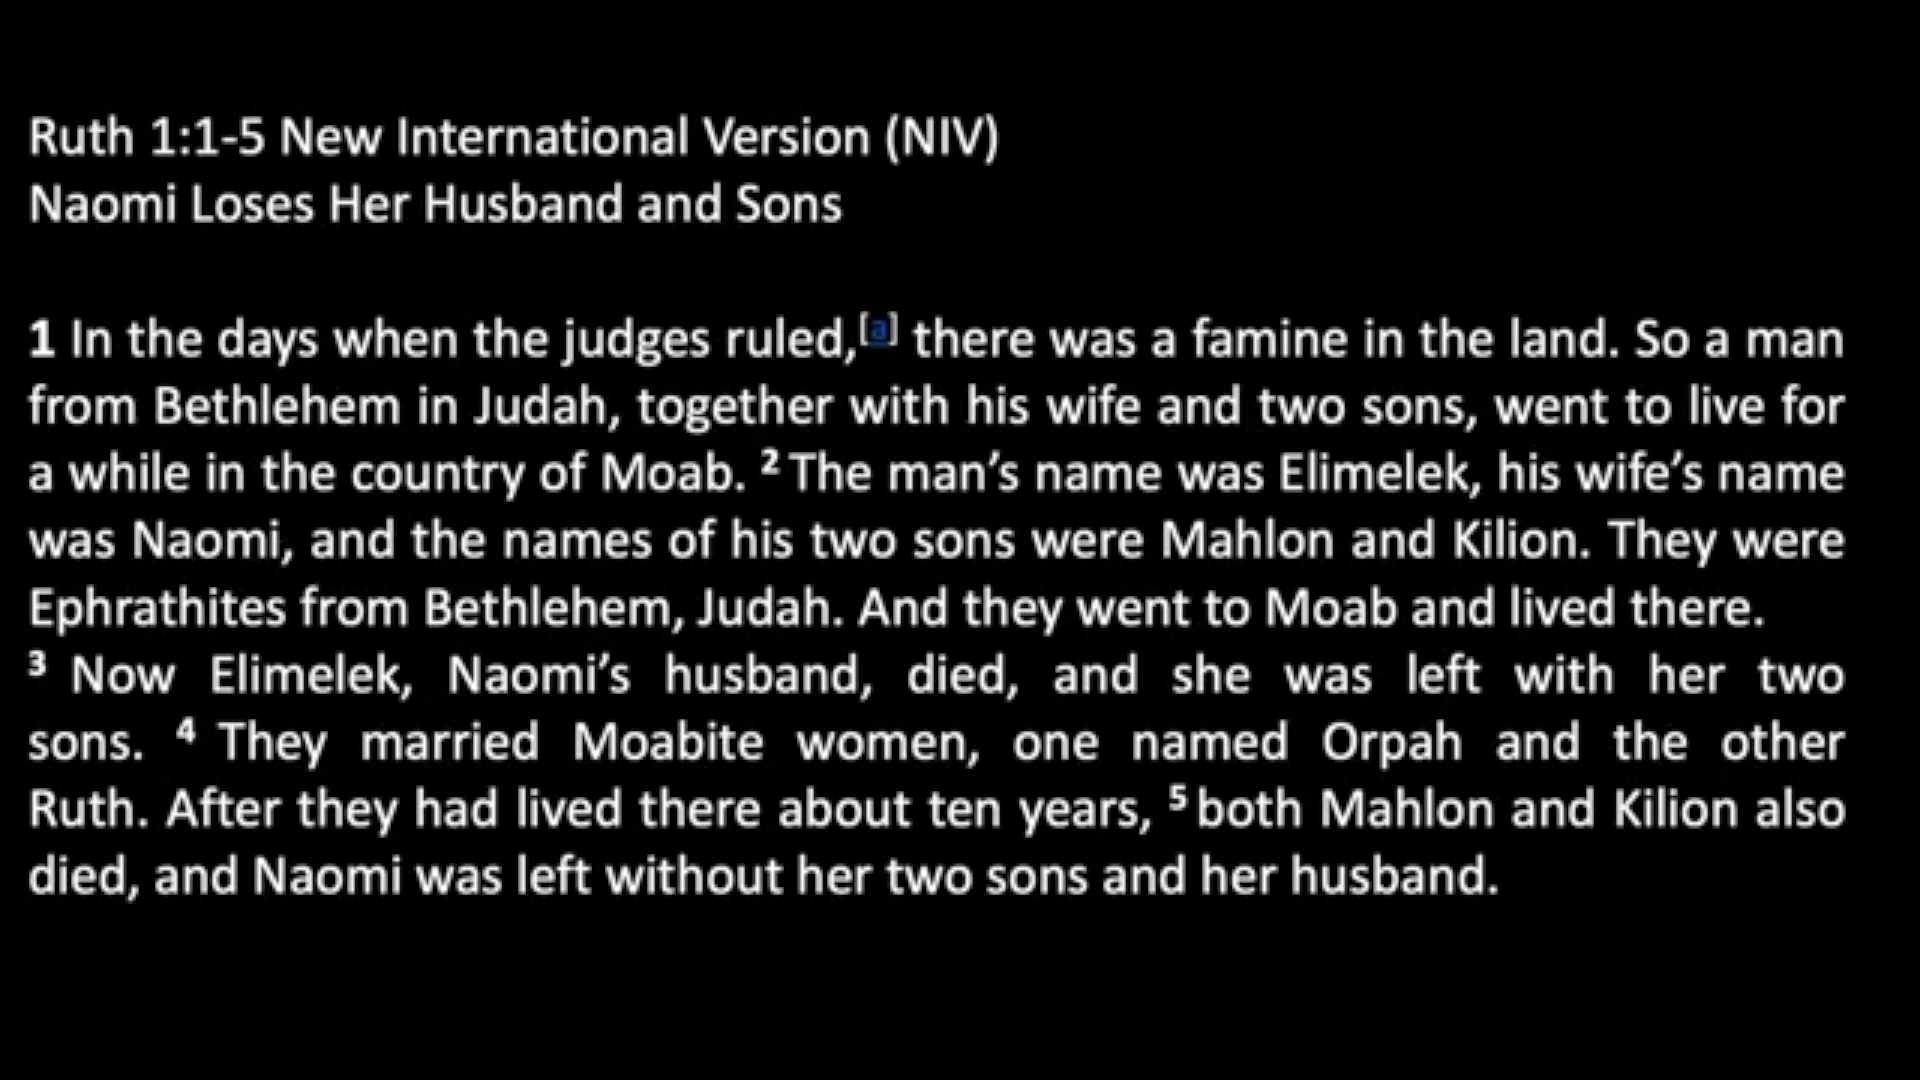 Ruth 1:1-5 New International Version (NIV)
Naomi Loses Her Husband and Sons
1 In the days when the judges ruled,[a] there was a famine in the land. So a man
from Bethlehem in Judah, together with his wife and two sons, went to live for
a while in the country of Moab. ² The man’s name was Elimelek, his wife’s name
was Naomi, and the names of his two sons were Mahlon and Kilion. They were
Ephrathites from Bethlehem, Judah. And they went to Moab and lived there.
³ Now Elimelek, Naomi’s husband, died, and she was left with her two
sons. ⁴ They married Moabite women, one named Orpah and the other
Ruth. After they had lived there about ten years, ⁵ both Mahlon and Kilion also
died, and Naomi was left without her two sons and her husband.